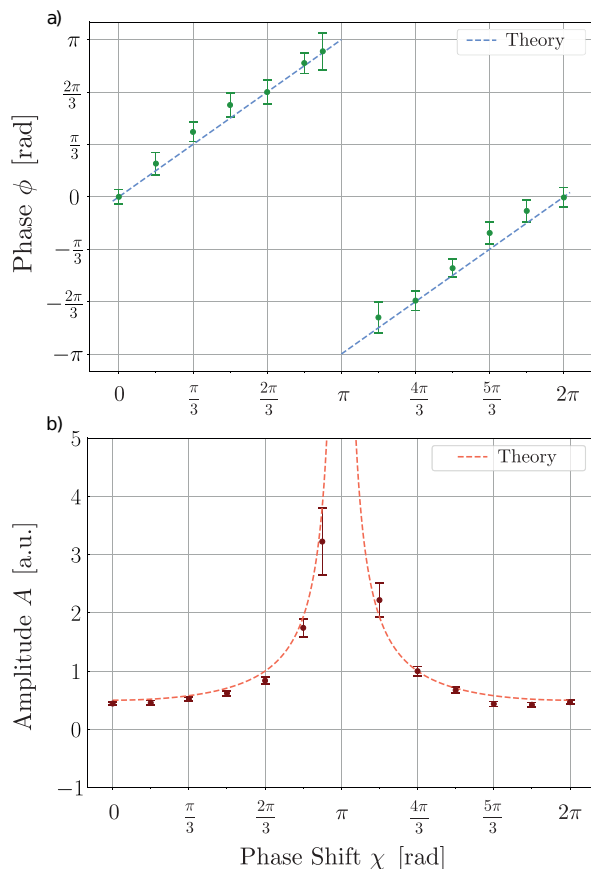 a)
Theory
Phase ϕ [rad]
π
2π/3
π/3
0
−π/3
−2π/3
−π
0 π/3 2π/3 π 4π/3 5π/3 2π
b)
Theory
Amplitude A [a.u.]
5
4
3
2
1
0
−1
0 π/3 2π/3 π 4π/3 5π/3 2π
Phase Shift χ [rad]